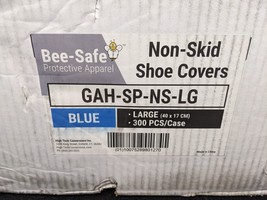 Bee-Safe
Protective Apparel
Non-Skid
Shoe Covers
GAH-SP-NS-LG
BLUE
• LARGE (40 x 17 CM)
• 300 PCS/Case